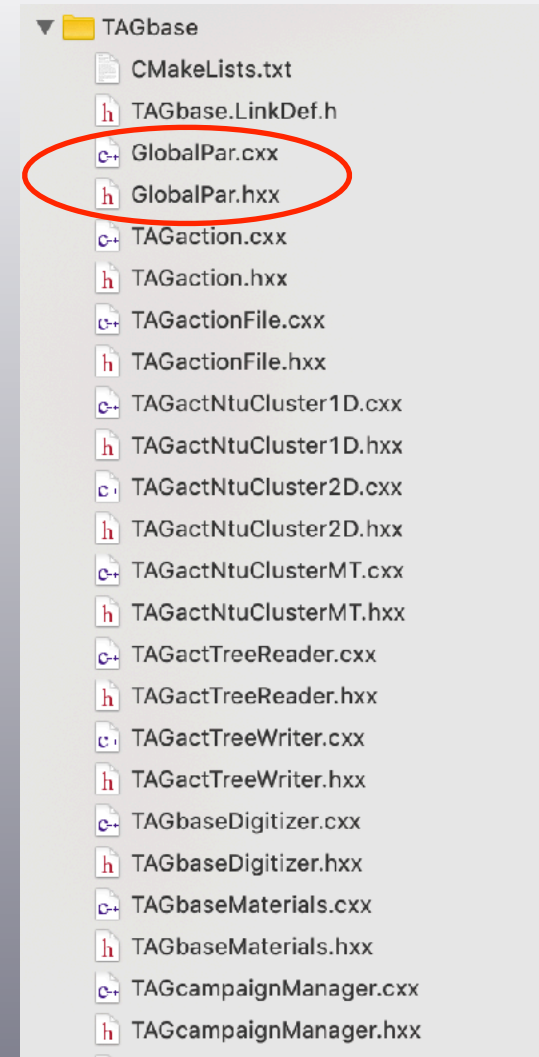 TAGbase
CMakeLists.txt
h TAGbase.LinkDef.h
c++ GlobalPar.cxx
h GlobalPar.hxx
c++ TAGaction.cxx
h TAGaction.hxx
c++ TAGactionFile.cxx
h TAGactionFile.hxx
c++ TAGactNtuCluster1D.cxx
h TAGactNtuCluster1D.hxx
c++ TAGactNtuCluster2D.cxx
h TAGactNtuCluster2D.hxx
c++ TAGactNtuClusterMT.cxx
h TAGactNtuClusterMT.hxx
c++ TAGactTreeReader.cxx
h TAGactTreeReader.hxx
c++ TAGactTreeWriter.cxx
h TAGactTreeWriter.hxx
c++ TAGbaseDigitizer.cxx
h TAGbaseDigitizer.hxx
c++ TAGbaseMaterials.cxx
h TAGbaseMaterials.hxx
c++ TAGcampaignManager.cxx
h TAGcampaignManager.hxx